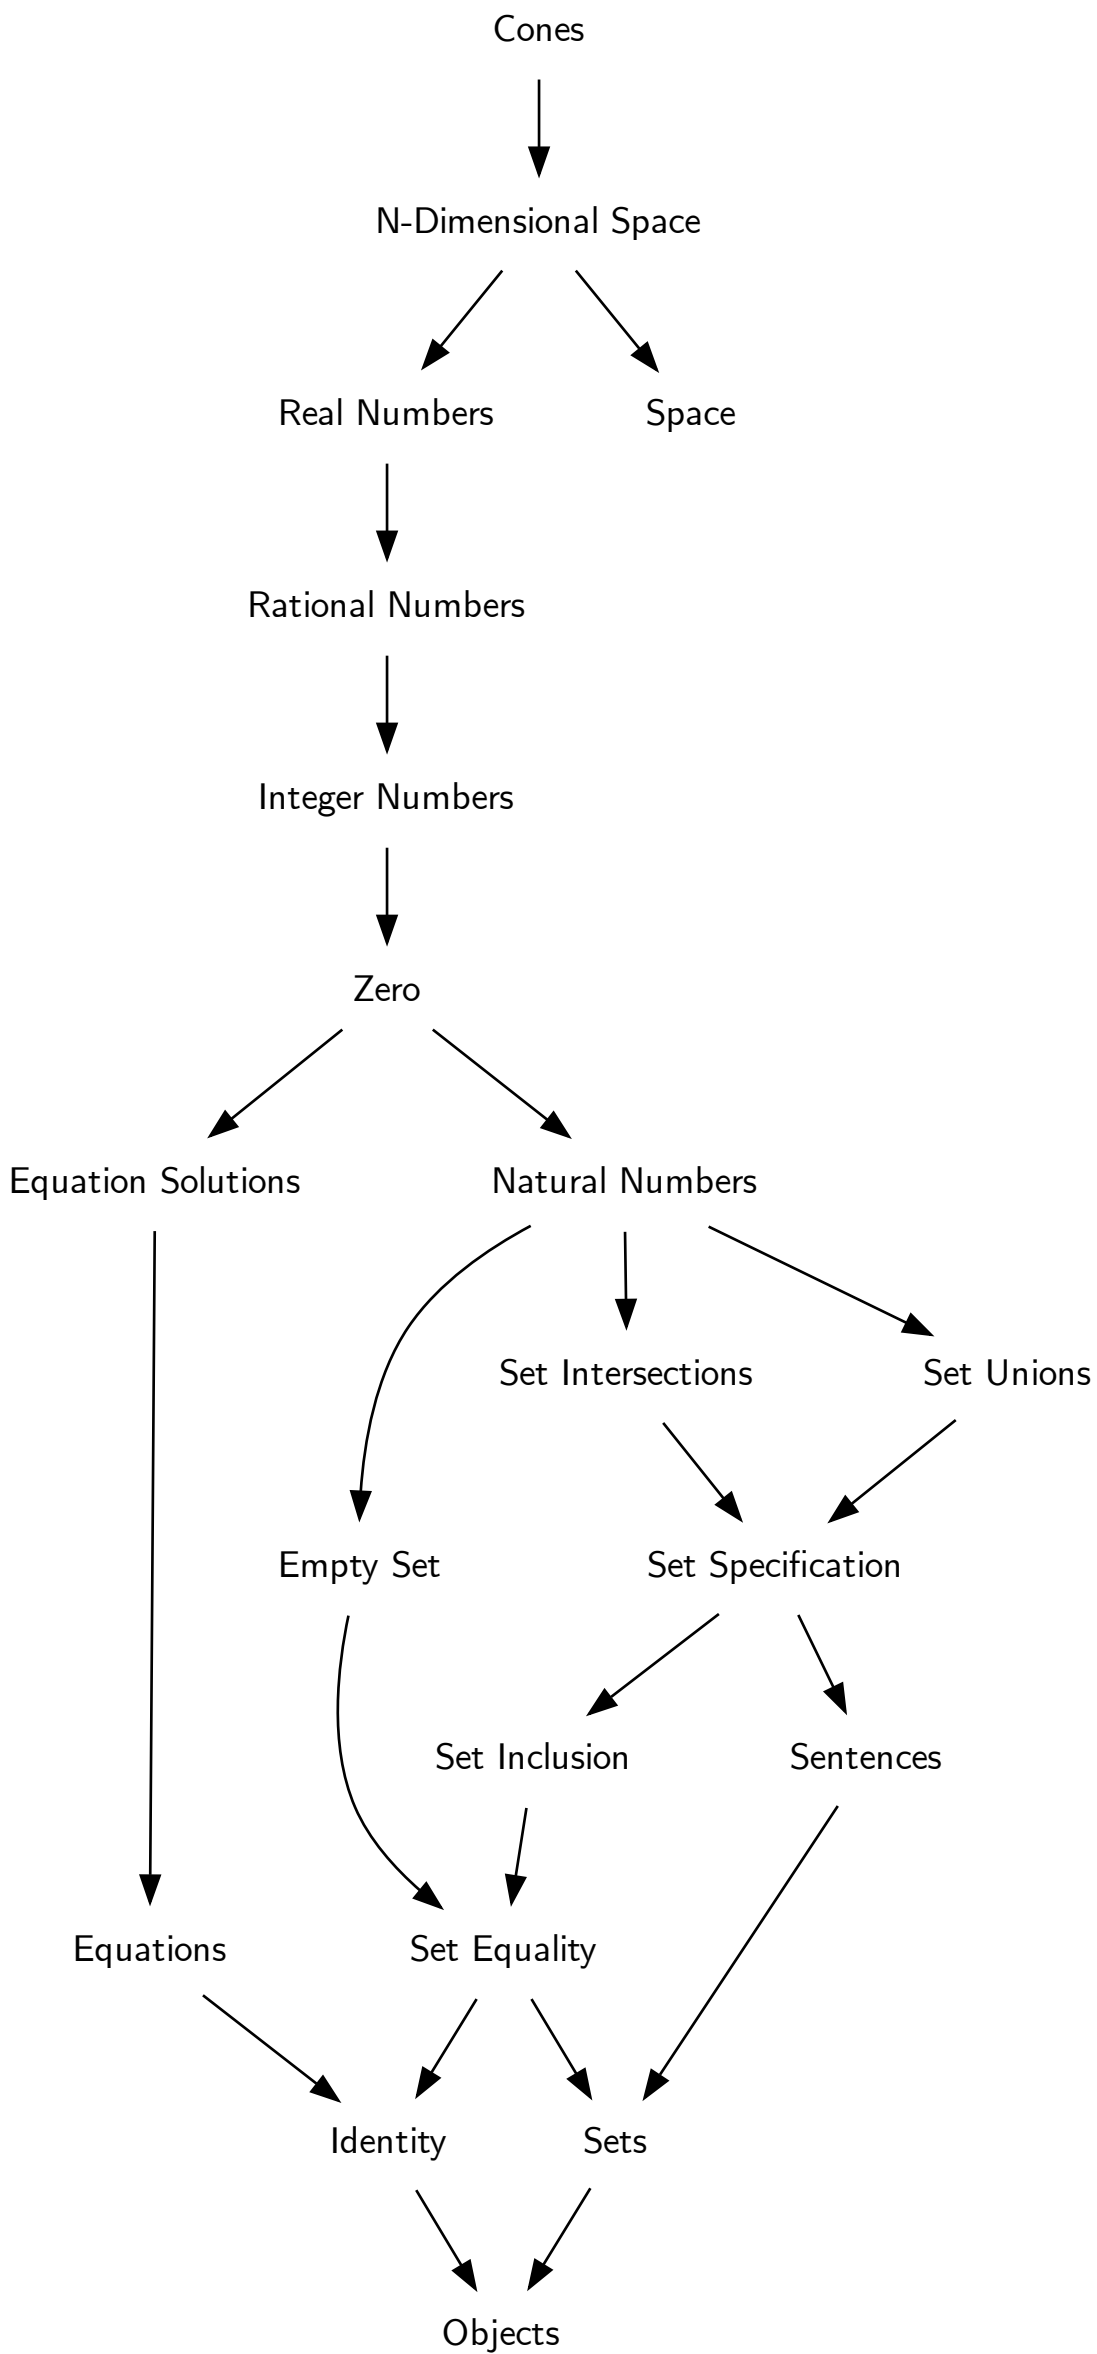 Cones
N-Dimensional Space
Real Numbers
Space
Rational Numbers
Integer Numbers
Zero
Equation Solutions
Natural Numbers
Set Intersections
Set Unions
Empty Set
Set Specification
Set Inclusion
Sentences
Equations
Set Equality
Identity
Sets
Objects